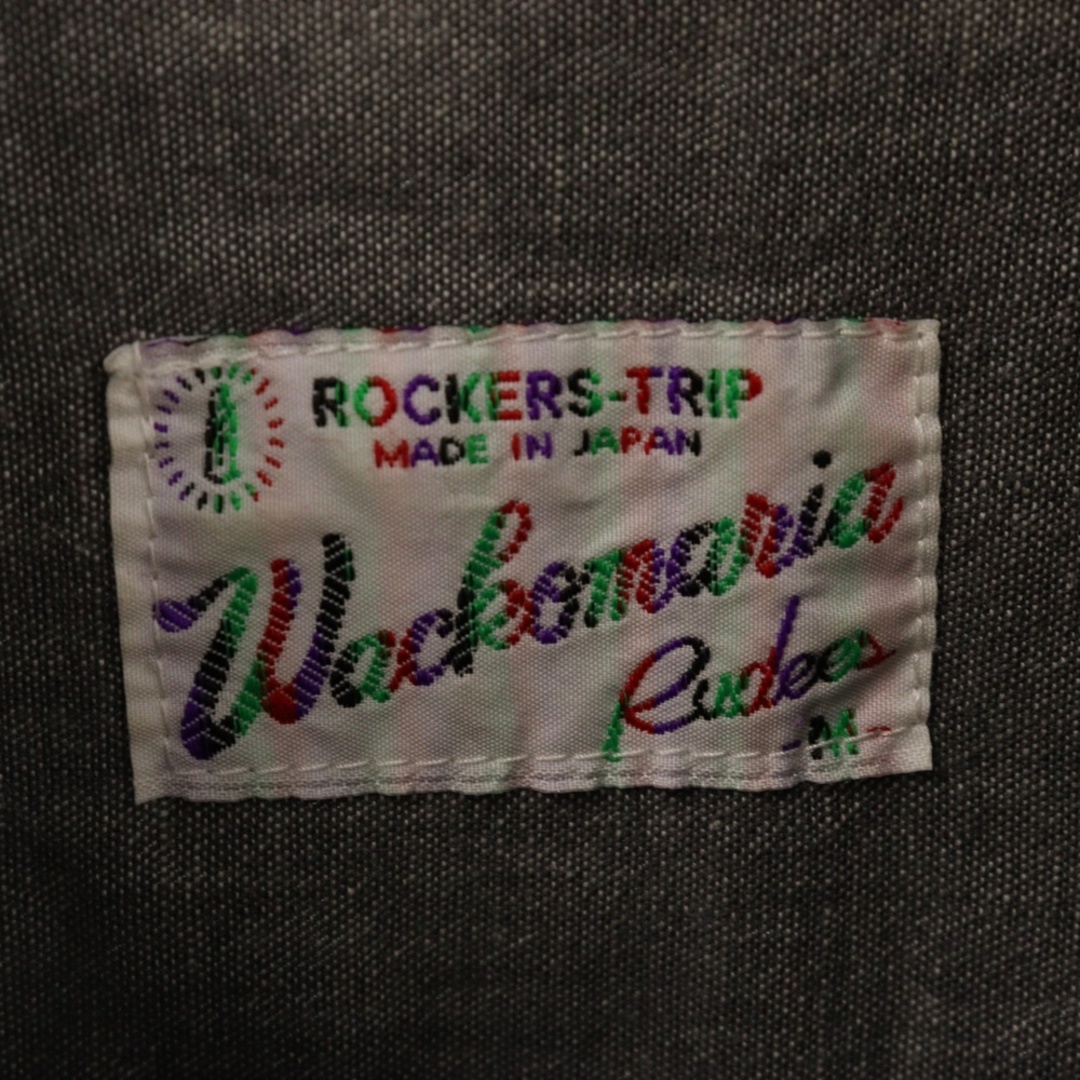 ROCKERS-TRIP
MADE IN JAPAN
Wackomaria
Rudees
-M-